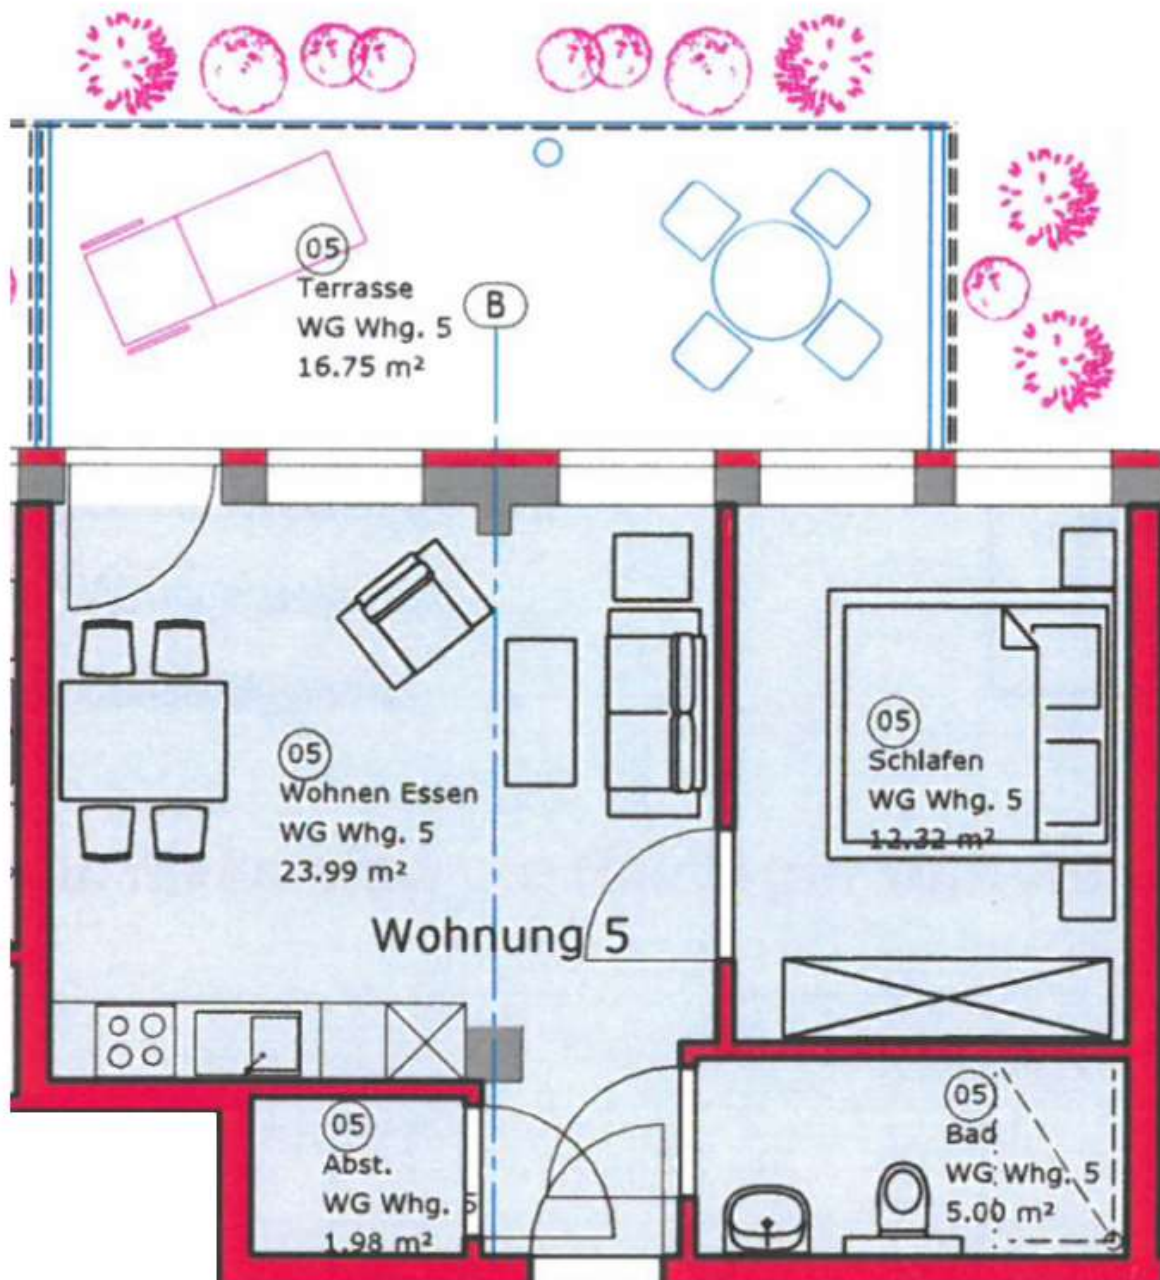 05
Terrasse
WG Whg. 5
16.75 m²
B
05
Wohnen Essen
WG Whg. 5
23.99 m²
05
Schlafen
WG Whg. 5
12.32 m²
Wohnung 5
05
Abst.
WG Whg. 5
1.98 m²
05
Bad
WG Whg. 5
5.00 m²